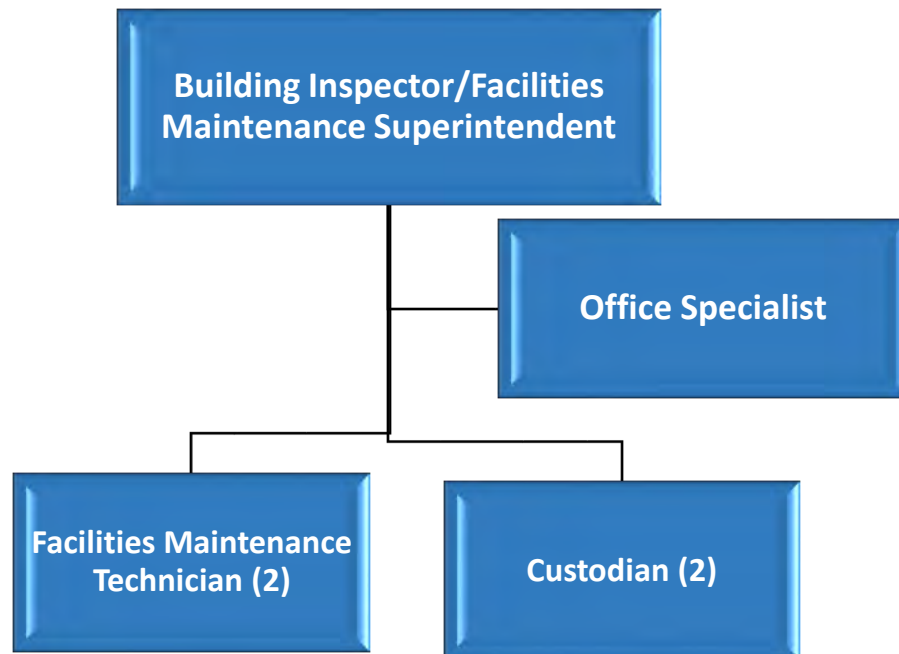 Building Inspector/Facilities
Maintenance Superintendent
Office Specialist
Facilities Maintenance
Technician (2)
Custodian (2)